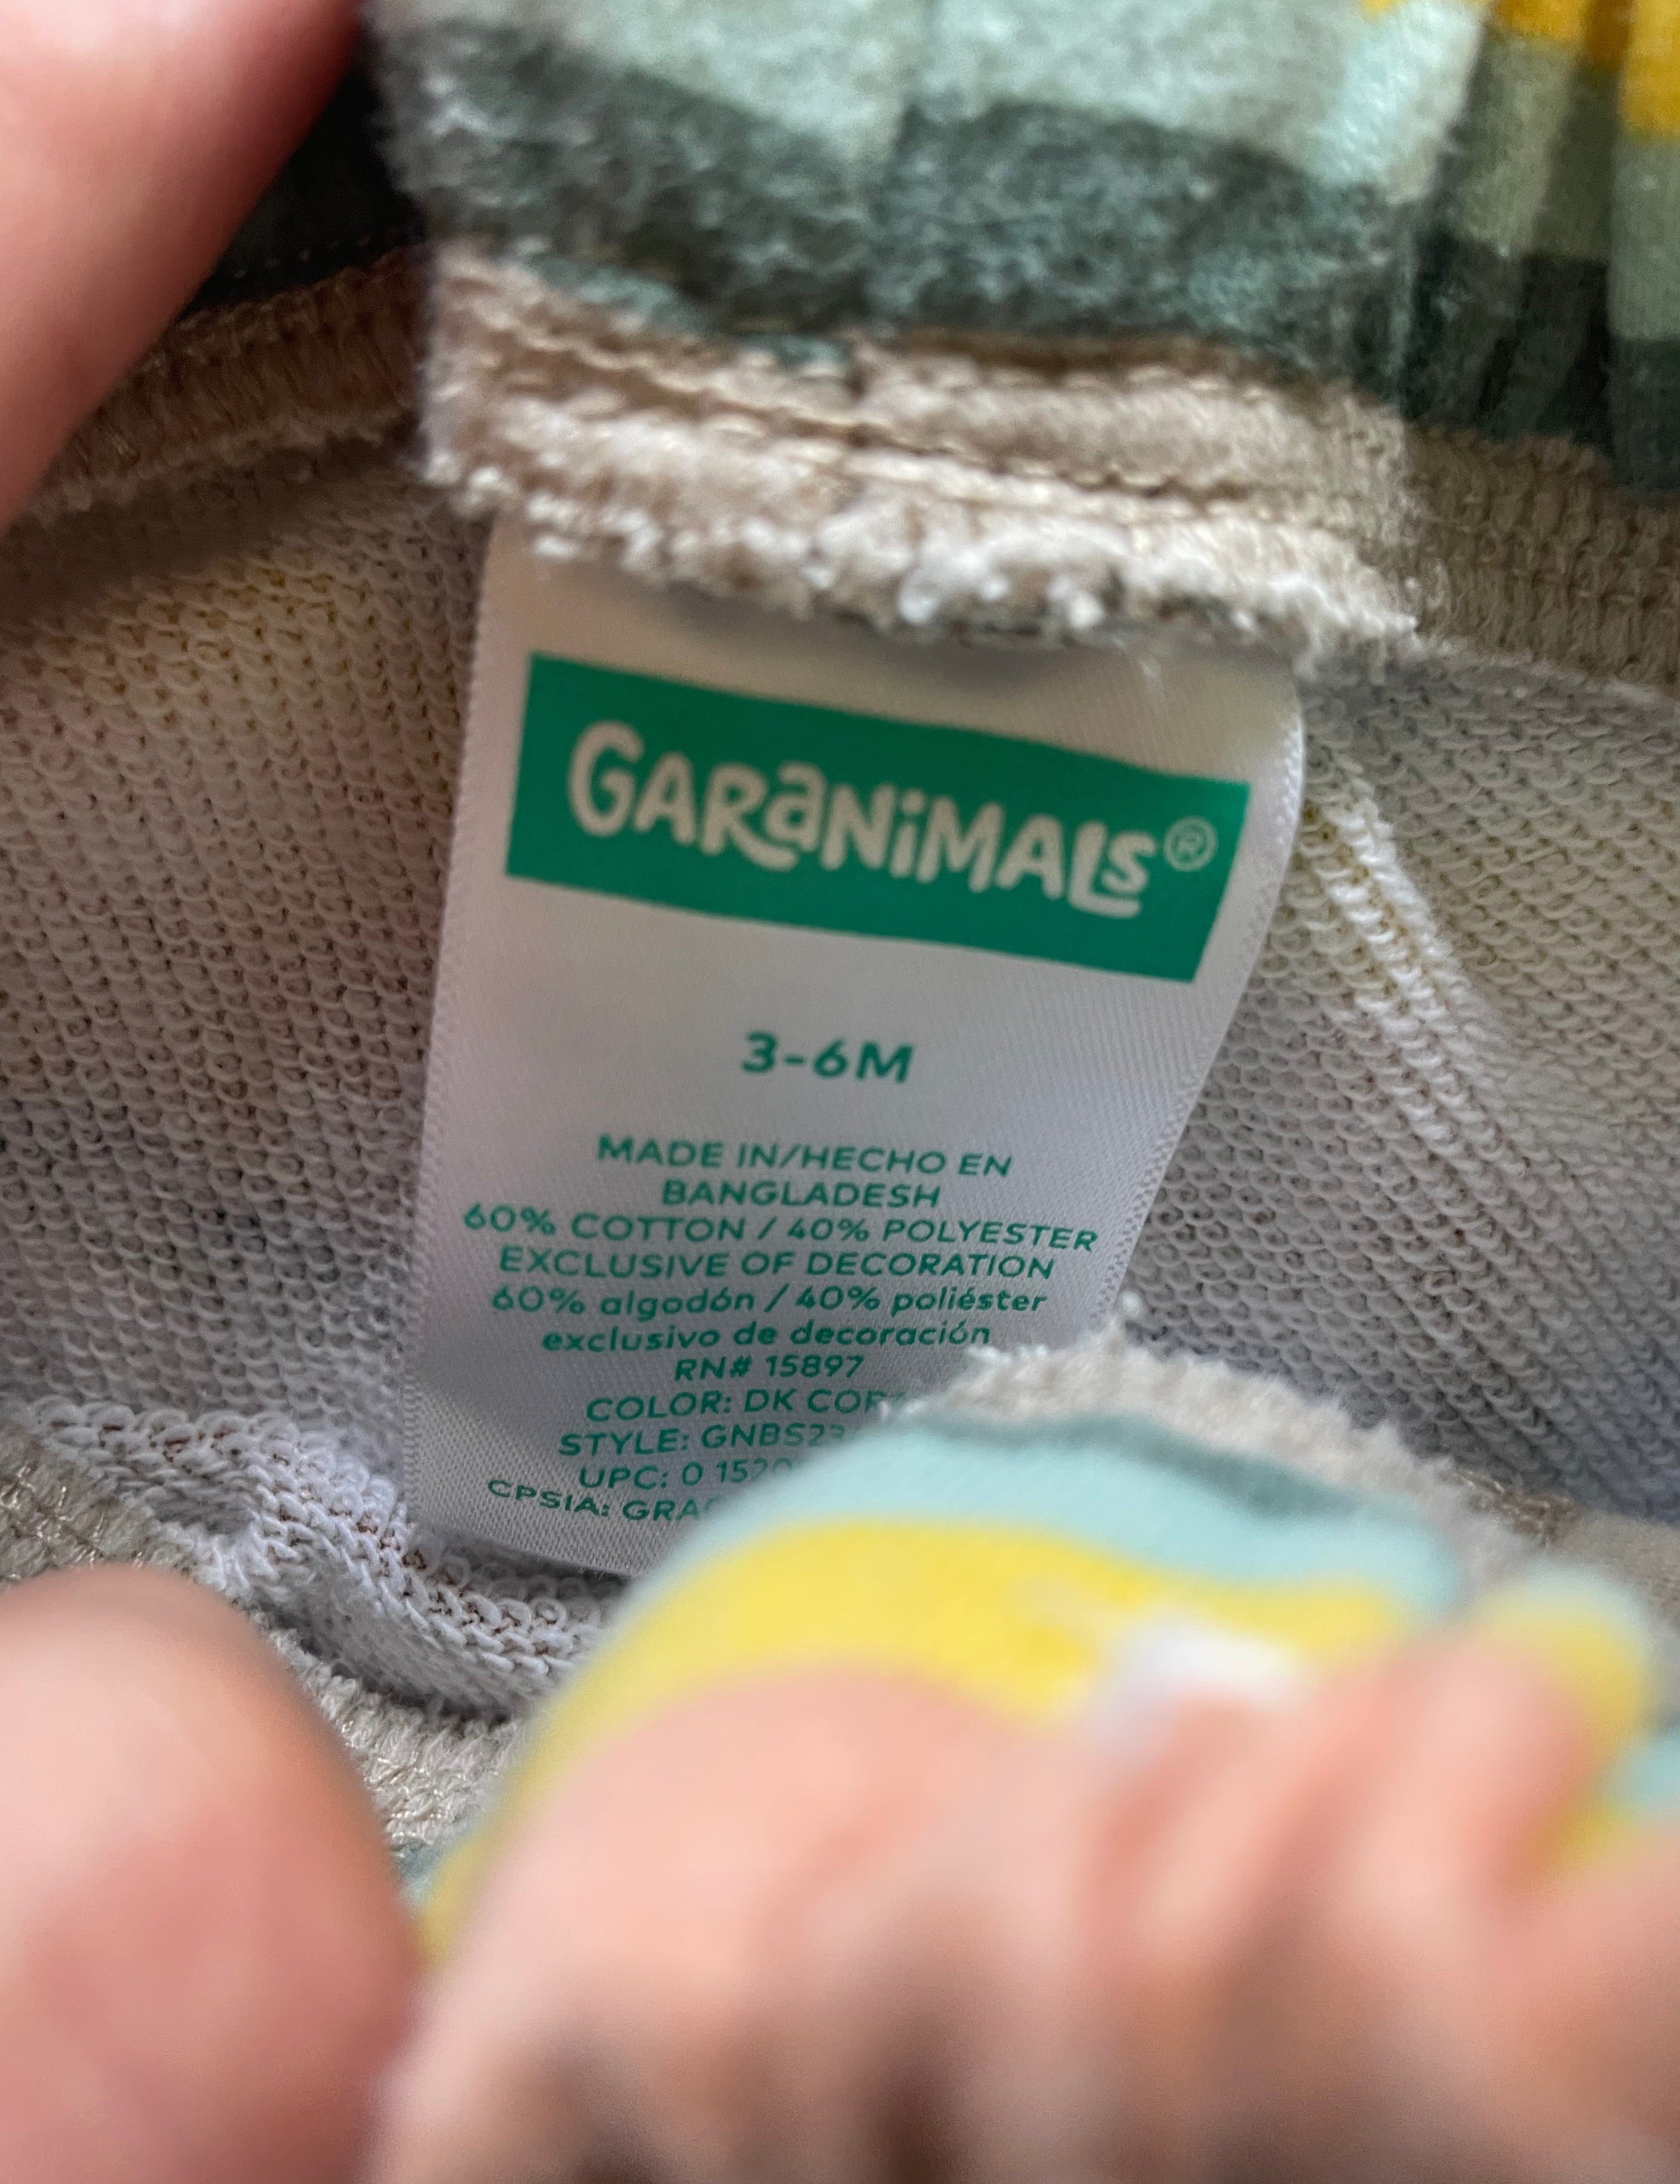 GARaNiMALS®
3-6M
MADE IN/HECHO EN
BANGLADESH
60% COTTON / 40% POLYESTER
EXCLUSIVE OF DECORATION
60% algodón / 40% poliéster
exclusivo de decoración
RN# 15897
COLOR: DK
STYLE:
UPC: 0
CPSIA: